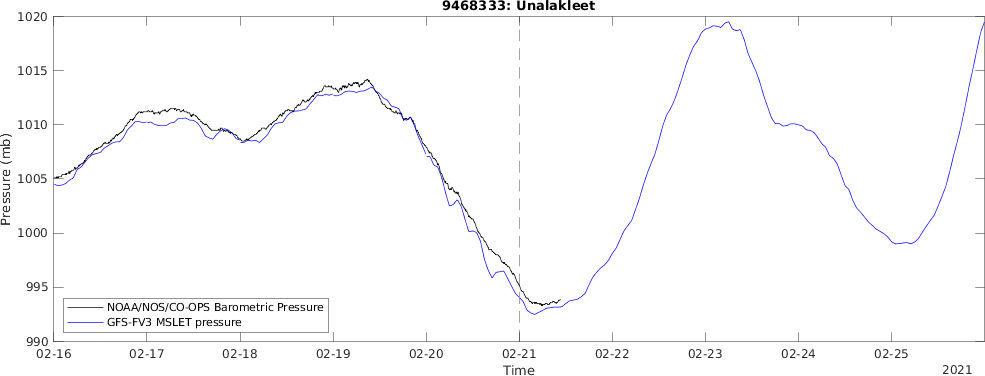 9468333: Unalakleet
Pressure (mb)
1020
1015
1010
1005
1000
995
990
NOAA/NOS/CO-OPS Barometric Pressure
GFS-FV3 MSLET pressure
02-16 02-17 02-18 02-19 02-20 02-21 02-22 02-23 02-24 02-25
Time
2021